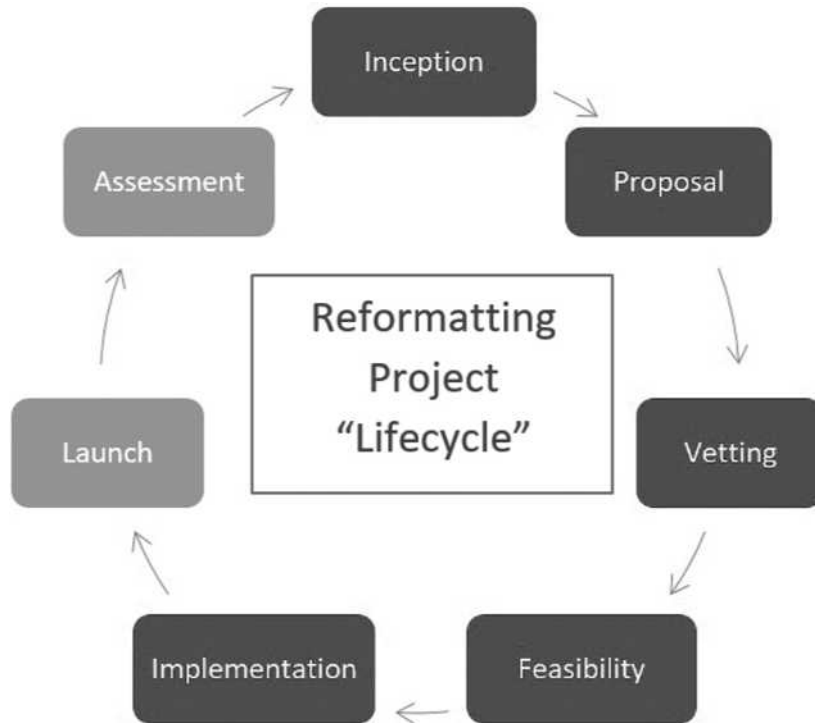 Inception
Proposal
Vetting
Feasibility
Implementation
Launch
Assessment
Reformatting
Project
“Lifecycle”